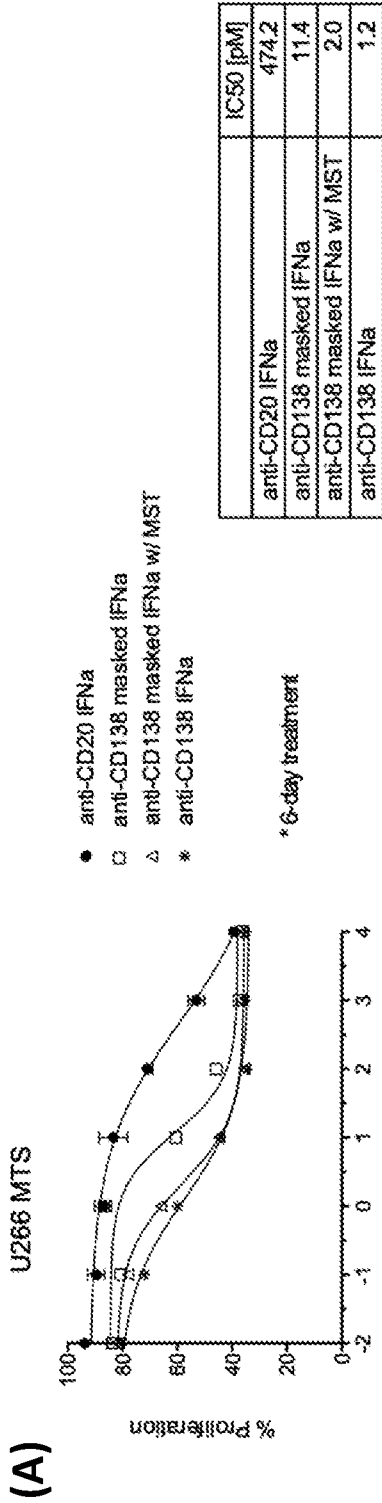 (A)
U266 MTS
% Proliferation
100
80
60
40
20
0
-2
-1
0
1
2
3
4
anti-CD20 IFNa
anti-CD138 masked IFNa
anti-CD138 masked IFNa w/ MST
anti-CD138 IFNa
* 6-day treatment
IC50 [pM]
anti-CD20 IFNa 474.2
anti-CD138 masked IFNa 11.4
anti-CD138 masked IFNa w/ MST 2.0
anti-CD138 IFNa 1.2